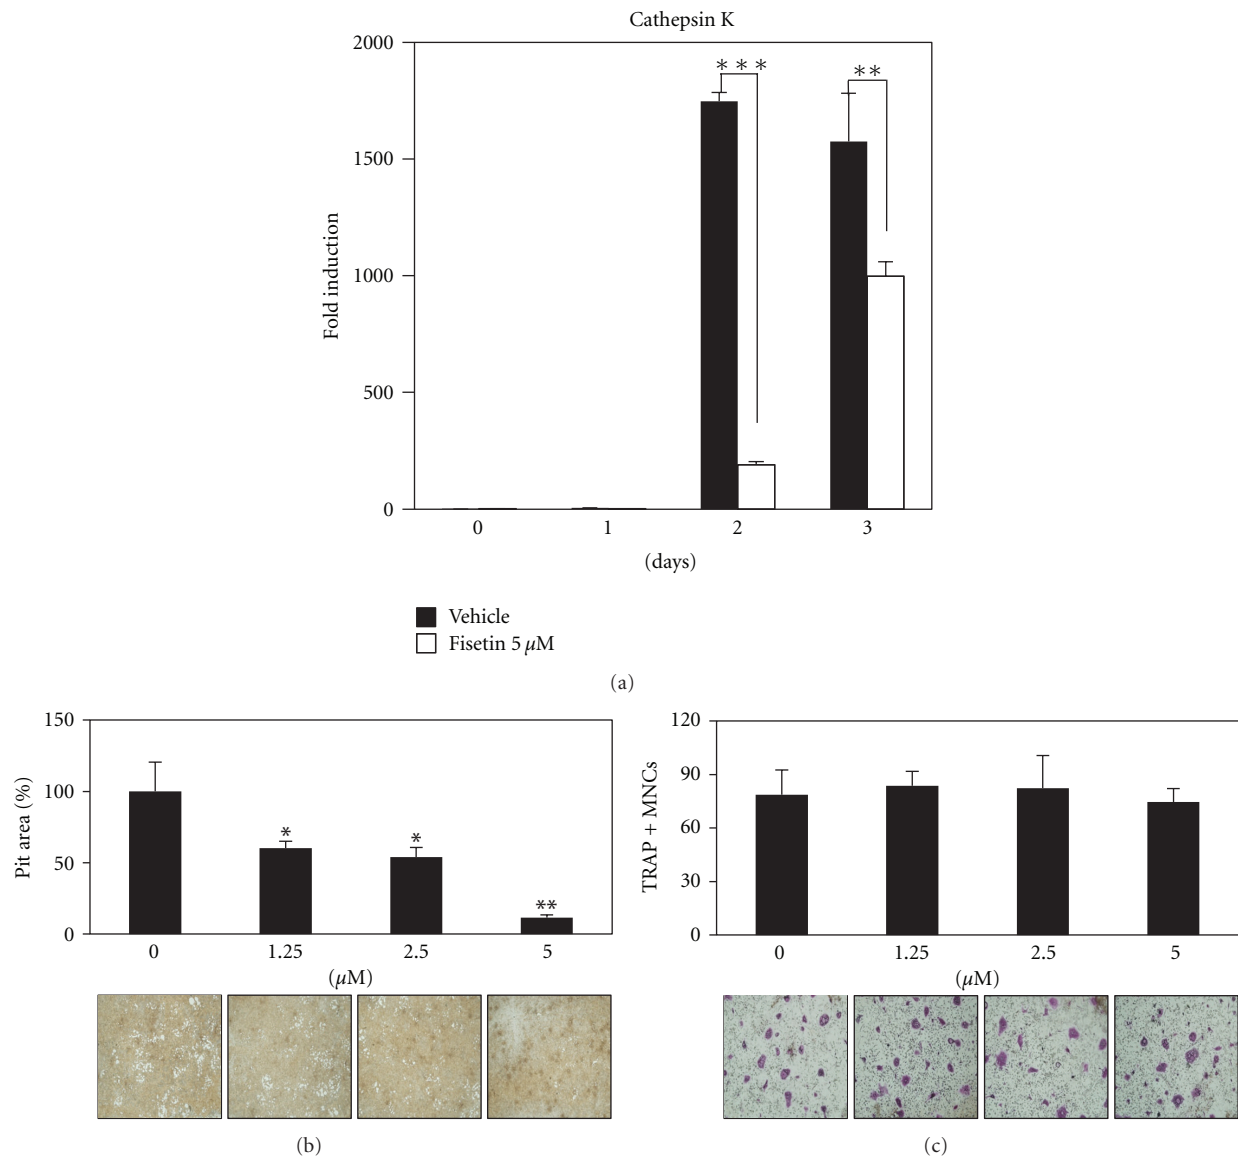 Cathepsin K
2000
1500
1000
500
0
Fold induction
***
**
0 1 2 3
(days)
Vehicle
Fisetin 5 μM
(a)
150
100
50
0
Pit area (%)
*
*
**
0 1.25 2.5 5
(μM)
(b)
120
90
60
30
0
TRAP + MNCs
0 1.25 2.5 5
(μM)
(c)